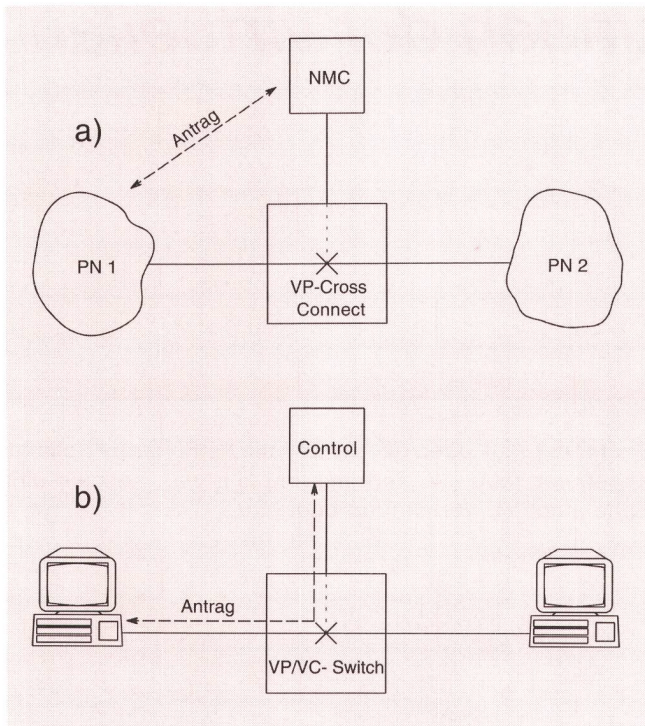 NMC
a)
Antrag
PN 1
PN 2
VP-Cross
Connect
Control
b)
Antrag
VP/VC- Switch